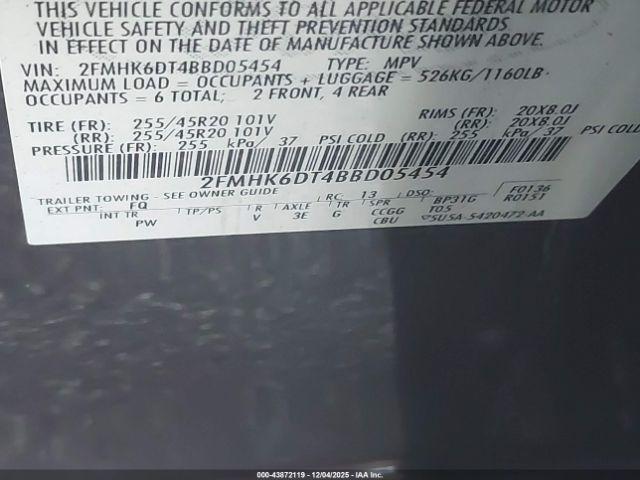 THIS VEHICLE CONFORMS TO ALL APPLICABLE FEDERAL MOTOR
VEHICLE SAFETY AND THEFT PREVENTION STANDARDS
IN EFFECT ON THE DATE OF MANUFACTURE SHOWN ABOVE.
VIN: 2FMHK6DT4BBD05454 TYPE: MPV
MAXIMUM LOAD = OCCUPANTS + LUGGAGE = 526KG/1160LB
OCCUPANTS = 6 TOTAL; 2 FRONT, 4 REAR
TIRE (FR): 255/45R20 101V RIMS (FR): 20X8.0J
(RR): 255/45R20 101V (RR): 20X8.0J
PRESSURE (FR): 255 kPa/ 37 PSI COLD (RR): 255 kPa/ 37 PSI COLD
2FMHK6DT4BBD05454
TRAILER TOWING - SEE OWNER GUIDE
EXT PNT: FQ RC: 13 DSO: F0136
INT TR TP/PS R AXLE TR SPR BP31G R0151
PW V 3E G CCGG T05
CBU 5U5A-5420472-AA
000-43872119 - 12/04/2025 - IAA Inc.